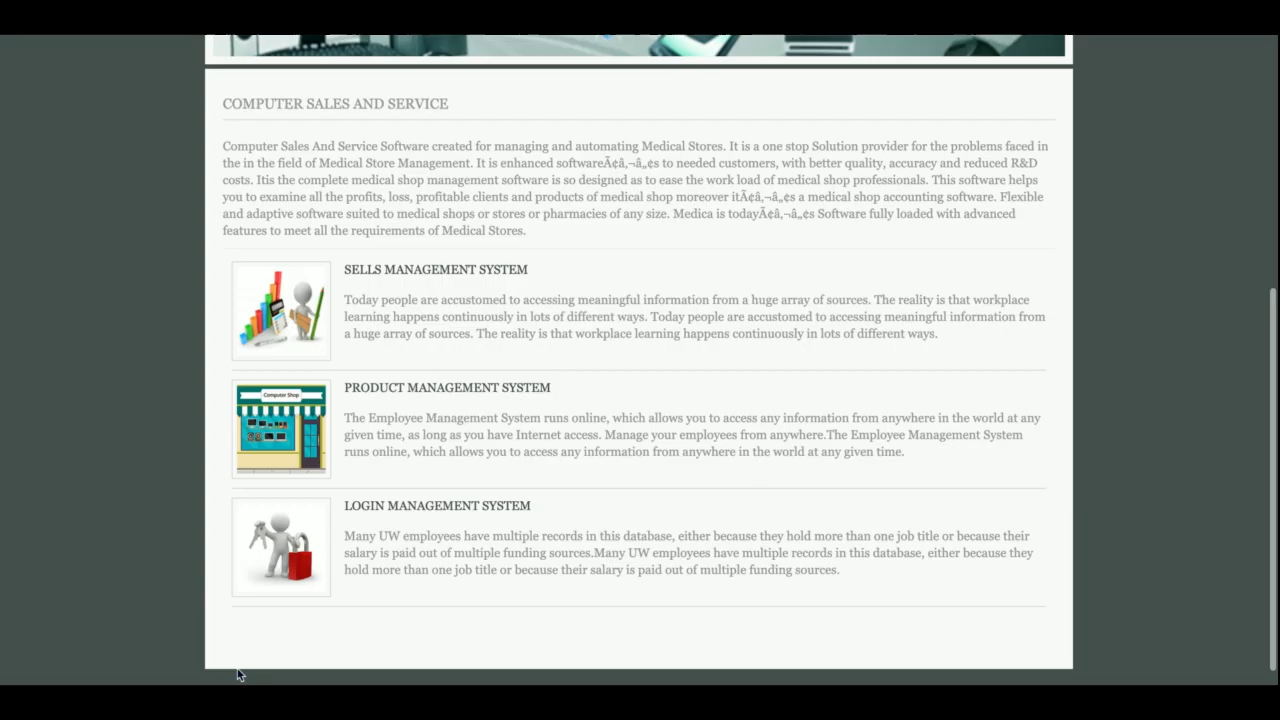 COMPUTER SALES AND SERVICE
Computer Sales And Service Software created for managing and automating Medical Stores. It is a one stop Solution provider for the problems faced in
the in the field of Medical Store Management. It is enhanced softwareÃ¢â‚¬â„¢s to needed customers, with better quality, accuracy and reduced R&D
costs. Itis the complete medical shop management software is so designed as to ease the work load of medical shop professionals. This software helps
you to examine all the profits, loss, profitable clients and products of medical shop moreover itÃ¢â‚¬â„¢s a medical shop accounting software. Flexible
and adaptive software suited to medical shops or stores or pharmacies of any size. Medica is todayÃ¢â‚¬â„¢s Software fully loaded with advanced
features to meet all the requirements of Medical Stores.
SELLS MANAGEMENT SYSTEM
Today people are accustomed to accessing meaningful information from a huge array of sources. The reality is that workplace
learning happens continuously in lots of different ways. Today people are accustomed to accessing meaningful information from
a huge array of sources. The reality is that workplace learning happens continuously in lots of different ways.
Computer Shop
PRODUCT MANAGEMENT SYSTEM
The Employee Management System runs online, which allows you to access any information from anywhere in the world at any
given time, as long as you have Internet access. Manage your employees from anywhere.The Employee Management System
runs online, which allows you to access any information from anywhere in the world at any given time.
LOGIN MANAGEMENT SYSTEM
Many UW employees have multiple records in this database, either because they hold more than one job title or because their
salary is paid out of multiple funding sources.Many UW employees have multiple records in this database, either because they
hold more than one job title or because their salary is paid out of multiple funding sources.